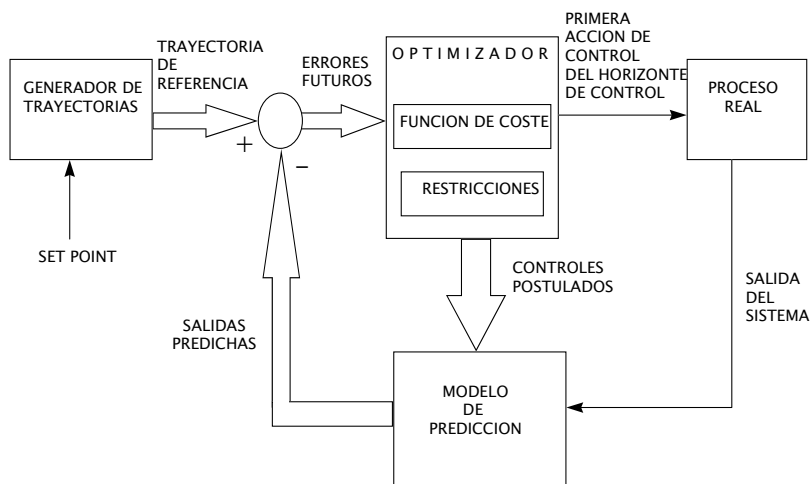 TRAYECTORIA
DE
REFERENCIA
ERRORES
FUTUROS
OPTIMIZADOR
PRIMERA
ACCION DE
CONTROL
DEL HORIZONTE
DE CONTROL
GENERADOR DE
TRAYECTORIAS
PROCESO
REAL
FUNCION DE COSTE
+
-
RESTRICCIONES
SET POINT
CONTROLES
POSTULADOS
SALIDA
DEL
SISTEMA
SALIDAS
PREDICHAS
MODELO
DE
PREDICCION